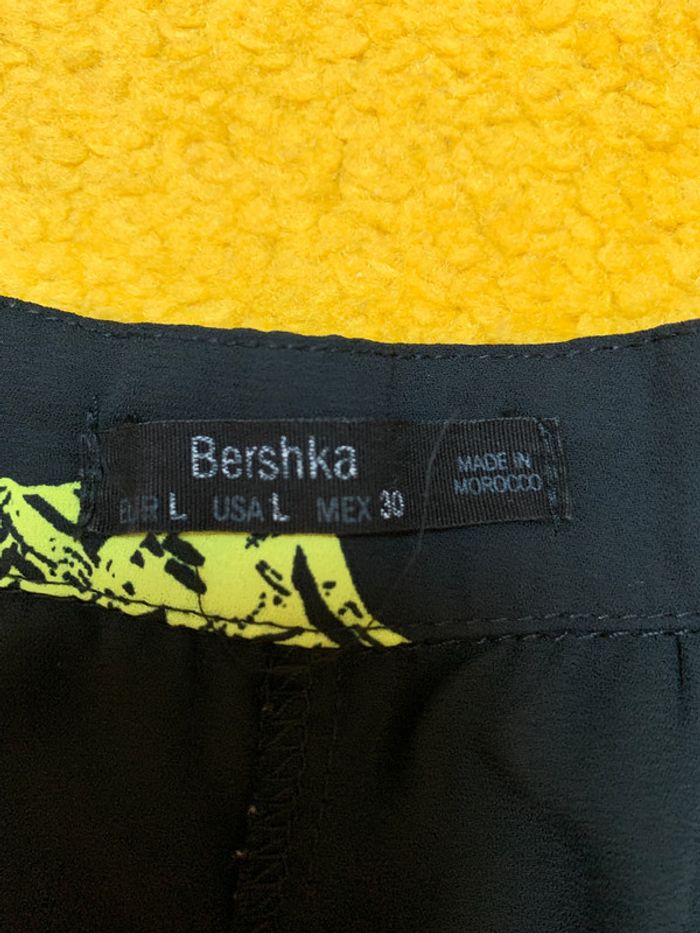 Bershka
EUR L USA L MEX 30
MADE IN
MOROCCO